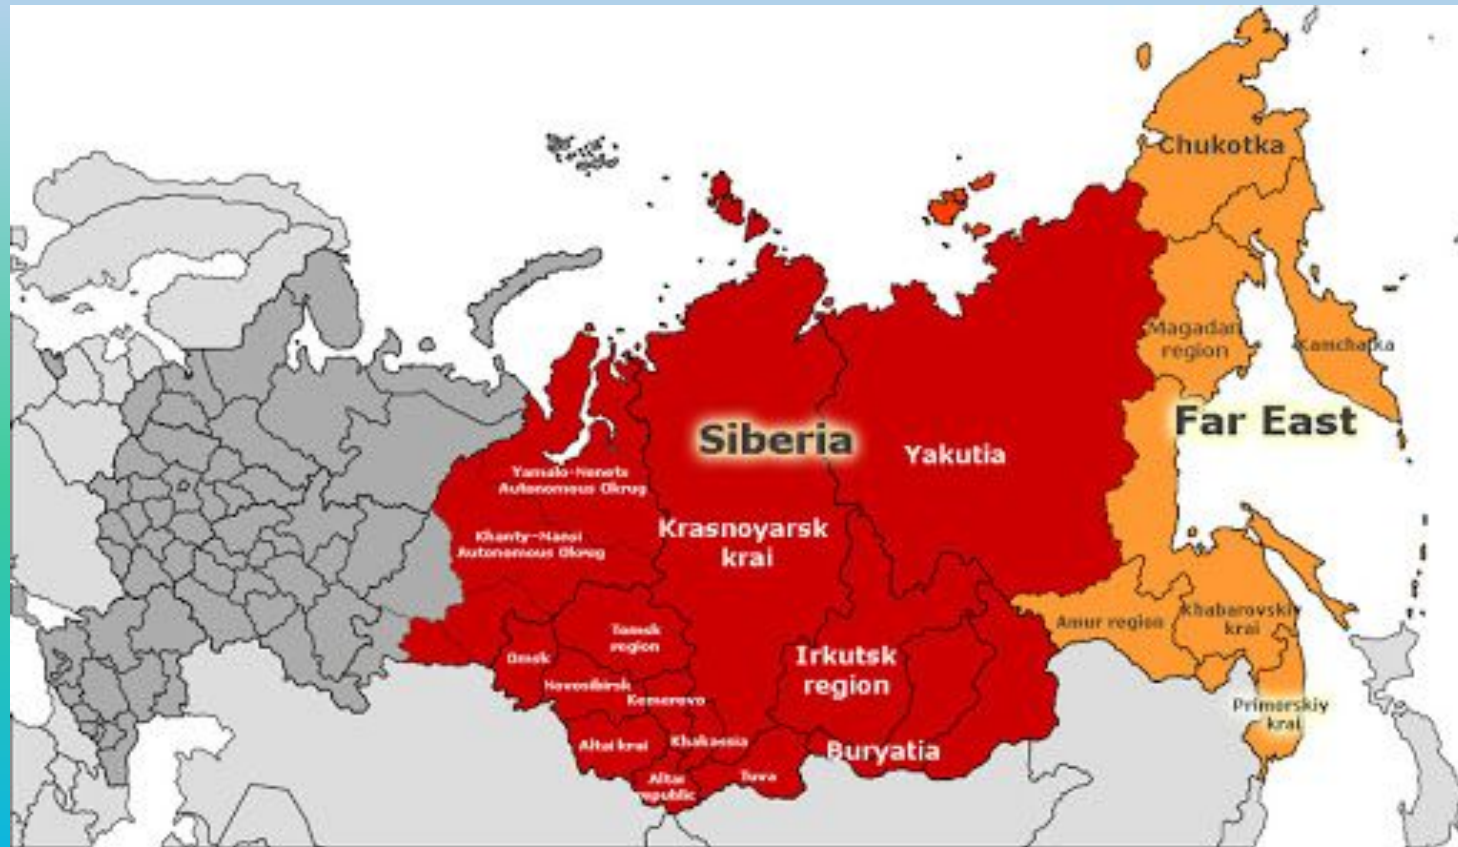 Chukotka
Magadan
region
Kamchatka
Far East
Siberia
Yakutia
Yamalo-Nenets
Autonomous Okrug
Krasnoyarsk
krai
Khanty-Mansi
Autonomous Okrug
Amur region
Khabarovskiy
krai
Tomsk
region
Omsk
Irkutsk
region
Novosibirsk
Kemerovo
Primorskiy
krai
Altai krai
Khakassia
Buryatia
Altai
republic
Tuva